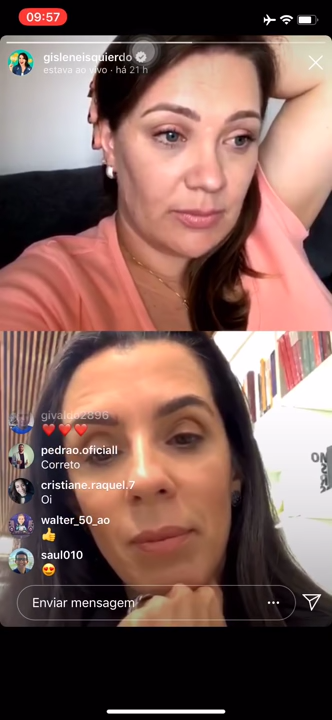 09:57
gisleneisquierdo
estava ao vivo · há 21 h
givaldo2896
❤️❤️❤️
pedrao.oficiall
Correto
cristiane.raquel.7
Oi
walter_50_ao
👍
saul010
😍
Enviar mensagem